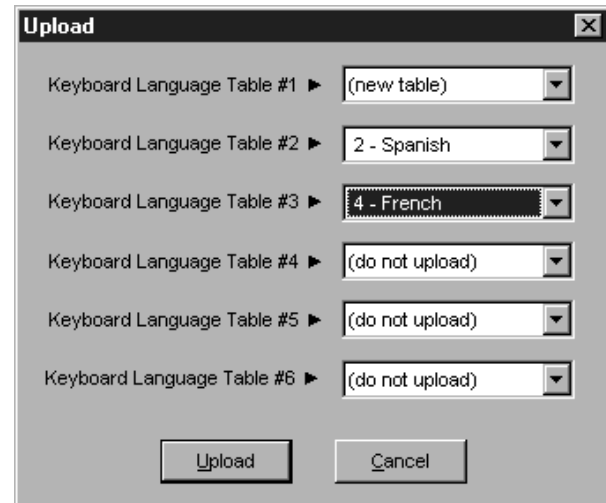 Upload
Keyboard Language Table #1 ► (new table)
Keyboard Language Table #2 ► 2 - Spanish
Keyboard Language Table #3 ► 4 - French
Keyboard Language Table #4 ► (do not upload)
Keyboard Language Table #5 ► (do not upload)
Keyboard Language Table #6 ► (do not upload)
Upload Cancel